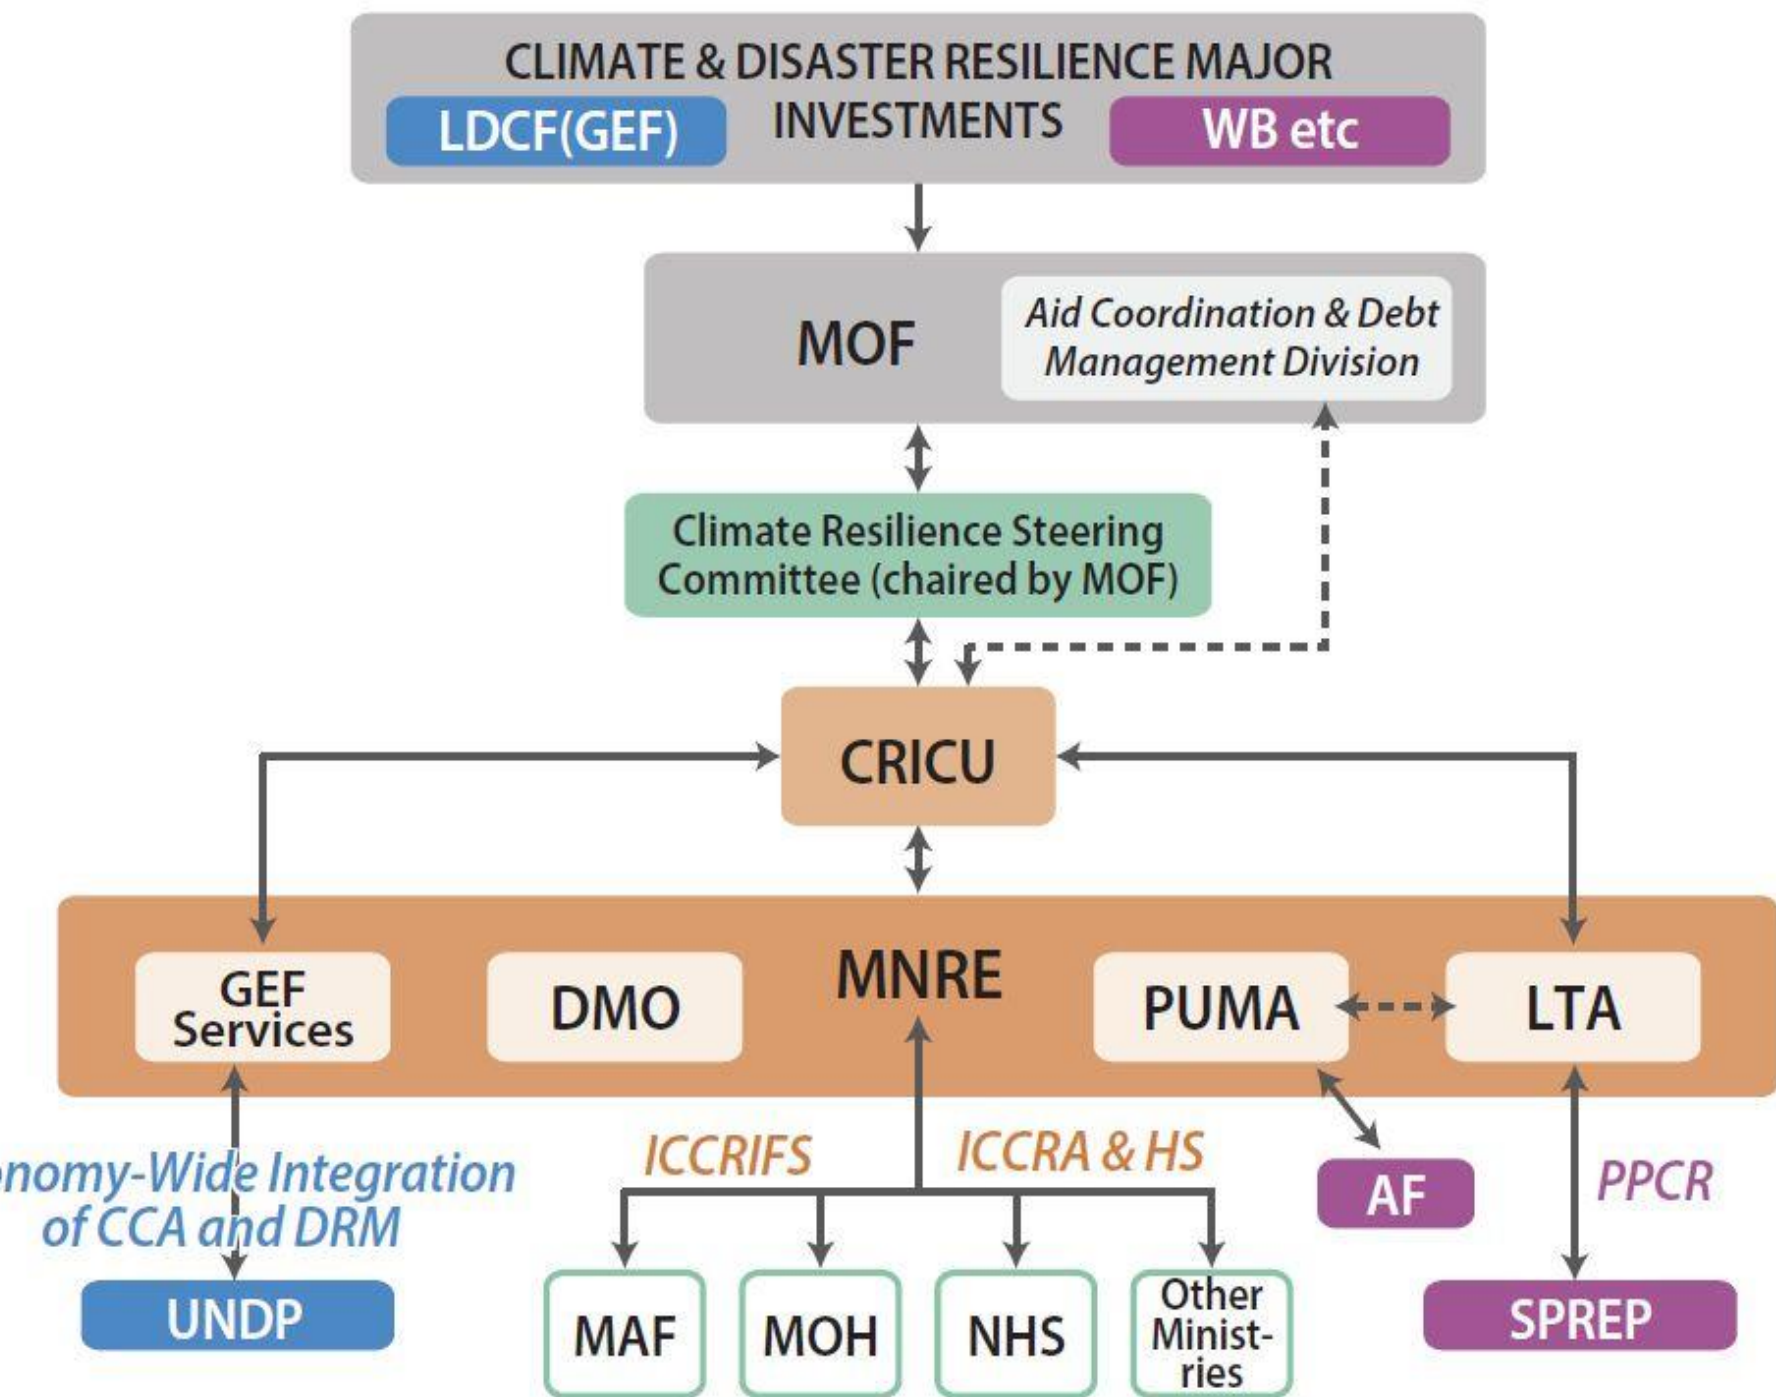 CLIMATE & DISASTER RESILIENCE MAJOR
INVESTMENTS
LDCF(GEF)
WB etc
MOF
Aid Coordination & Debt
Management Division
Climate Resilience Steering
Committee (chaired by MOF)
CRICU
MNRE
GEF
Services
DMO
PUMA
LTA
onomy-Wide Integration
of CCA and DRM
ICCRIFS
ICCRA & HS
AF
PPCR
UNDP
MAF
MOH
NHS
Other
Minist-
ries
SPREP